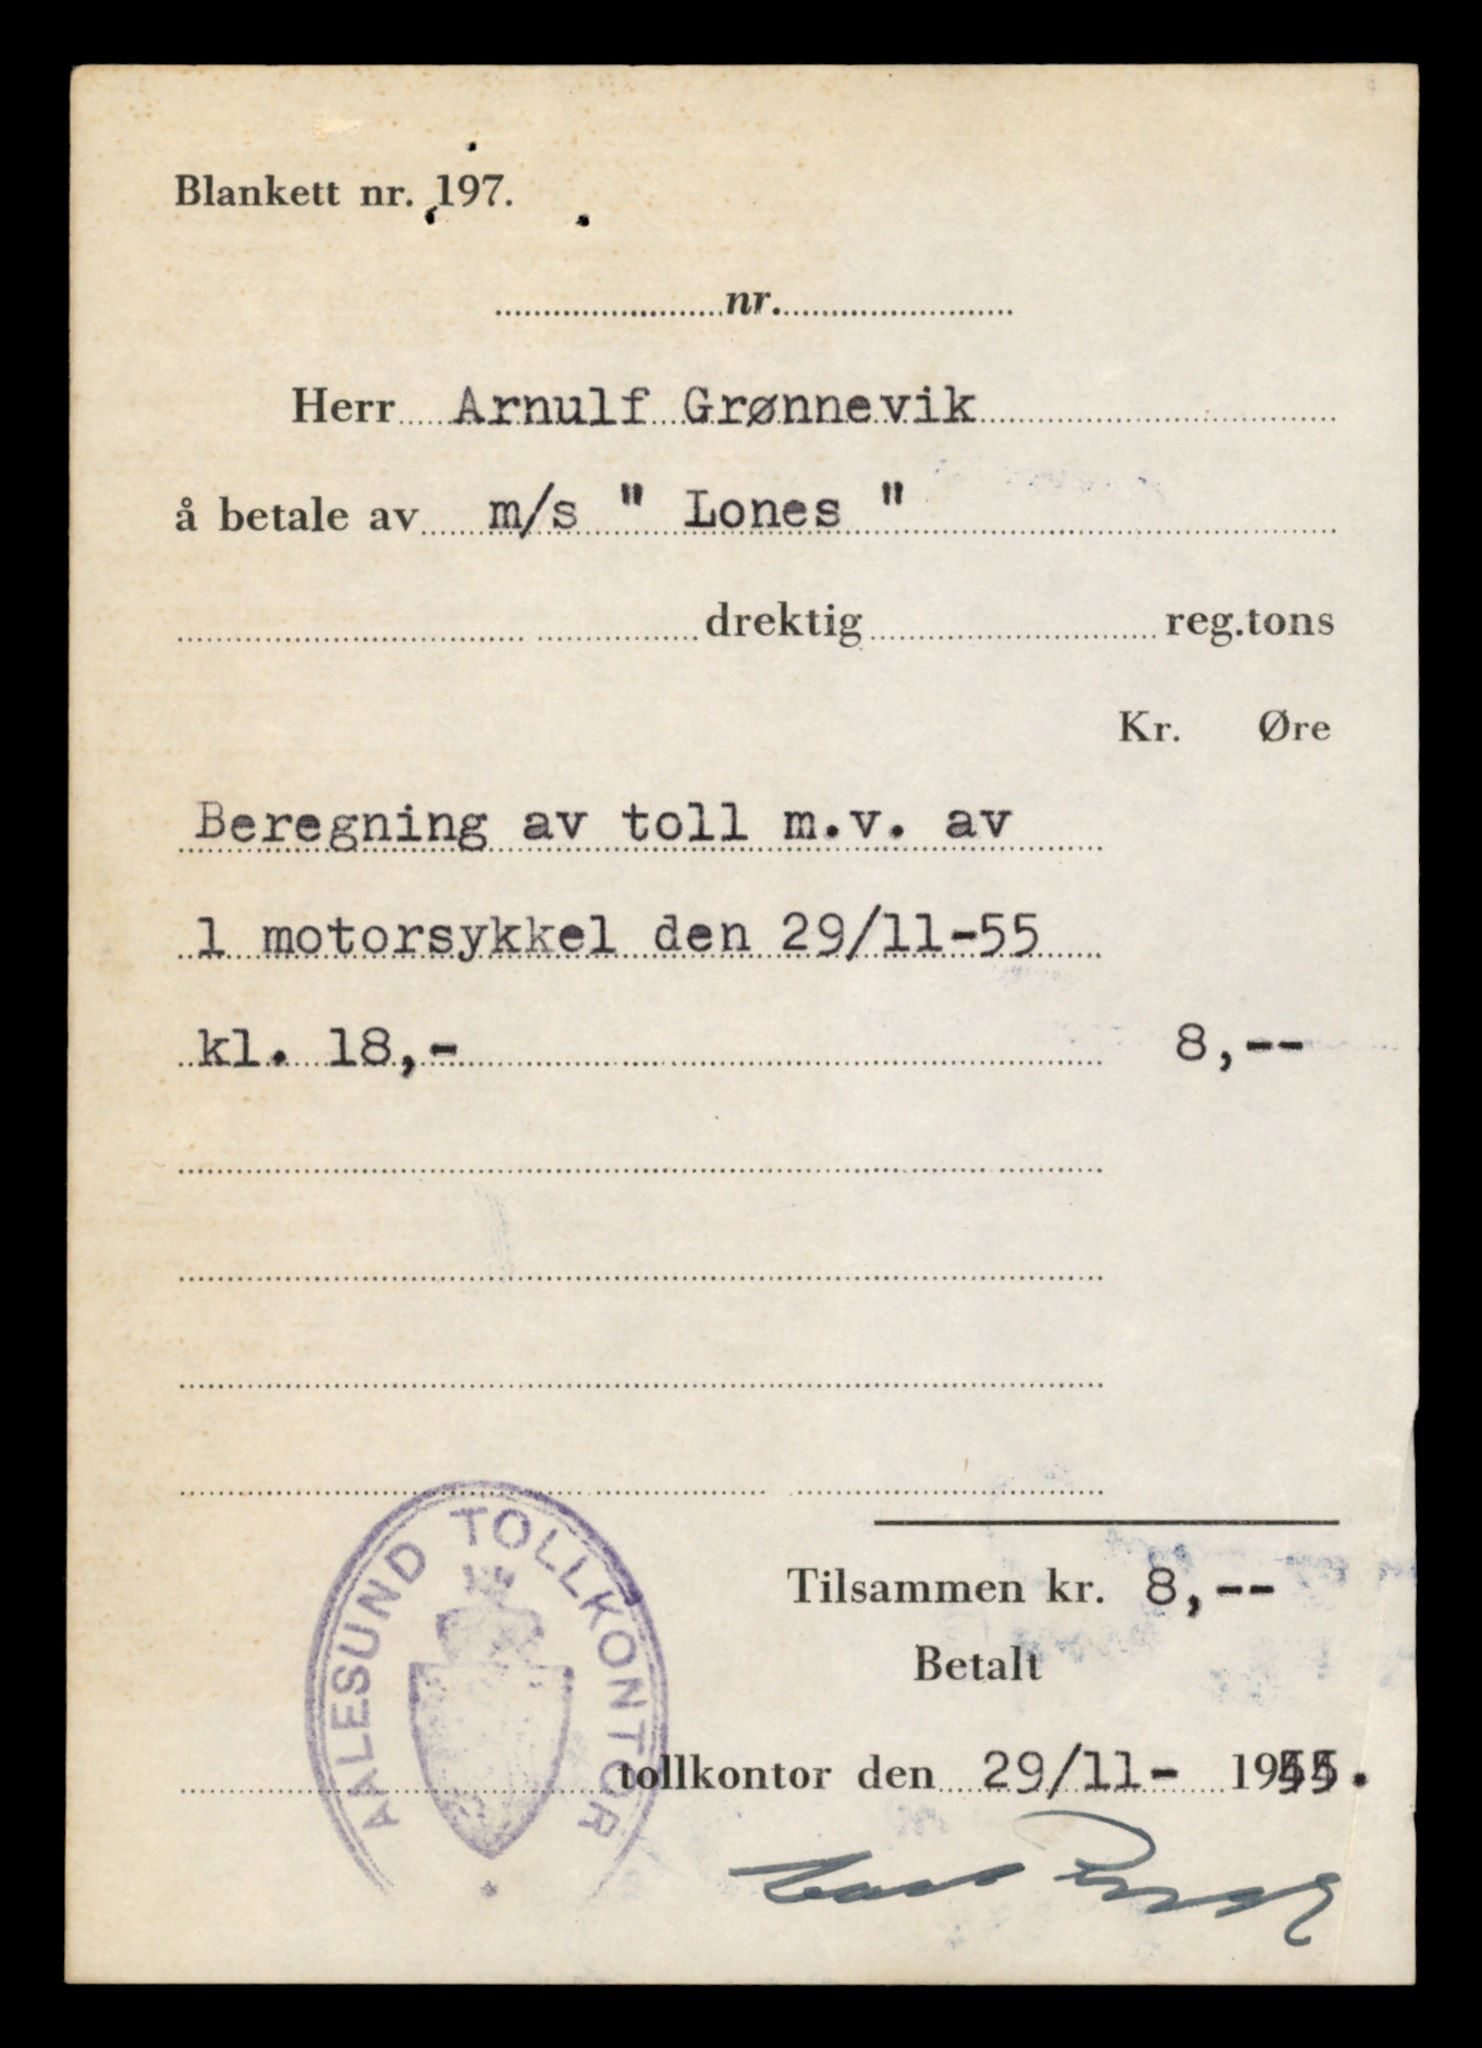 Blankett nr. 197.
nr.
Herr Arnulf Grønnevik
å betale av m/s " Lones "
drektig reg.tons
Kr. Øre
Beregning av toll m.v. av
1 motorsykkel den 29/11-55
kl. 18,- 8,--
Tilsammen kr. 8,--
Betalt
tollkontor den 29/11- 1955.
AALESUND TOLLKONTOR